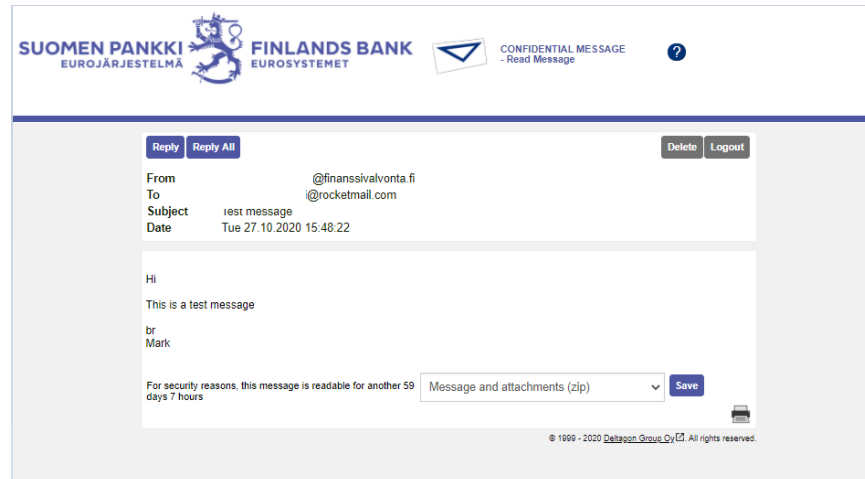 SUOMEN PANKKI
EUROJÄRJESTELMÄ
FINLANDS BANK
EUROSYSTEMET
CONFIDENTIAL MESSAGE
- Read Message
?
Reply Reply All Delete Logout
From @finanssivalvonta.fi
To i@rocketmail.com
Subject Test message
Date Tue 27.10.2020 15:48:22
Hi
This is a test message
br
Mark
For security reasons, this message is readable for another 59
days 7 hours
Message and attachments (zip)
Save
© 1999 - 2020 Deltagon Group Oy. All rights reserved.